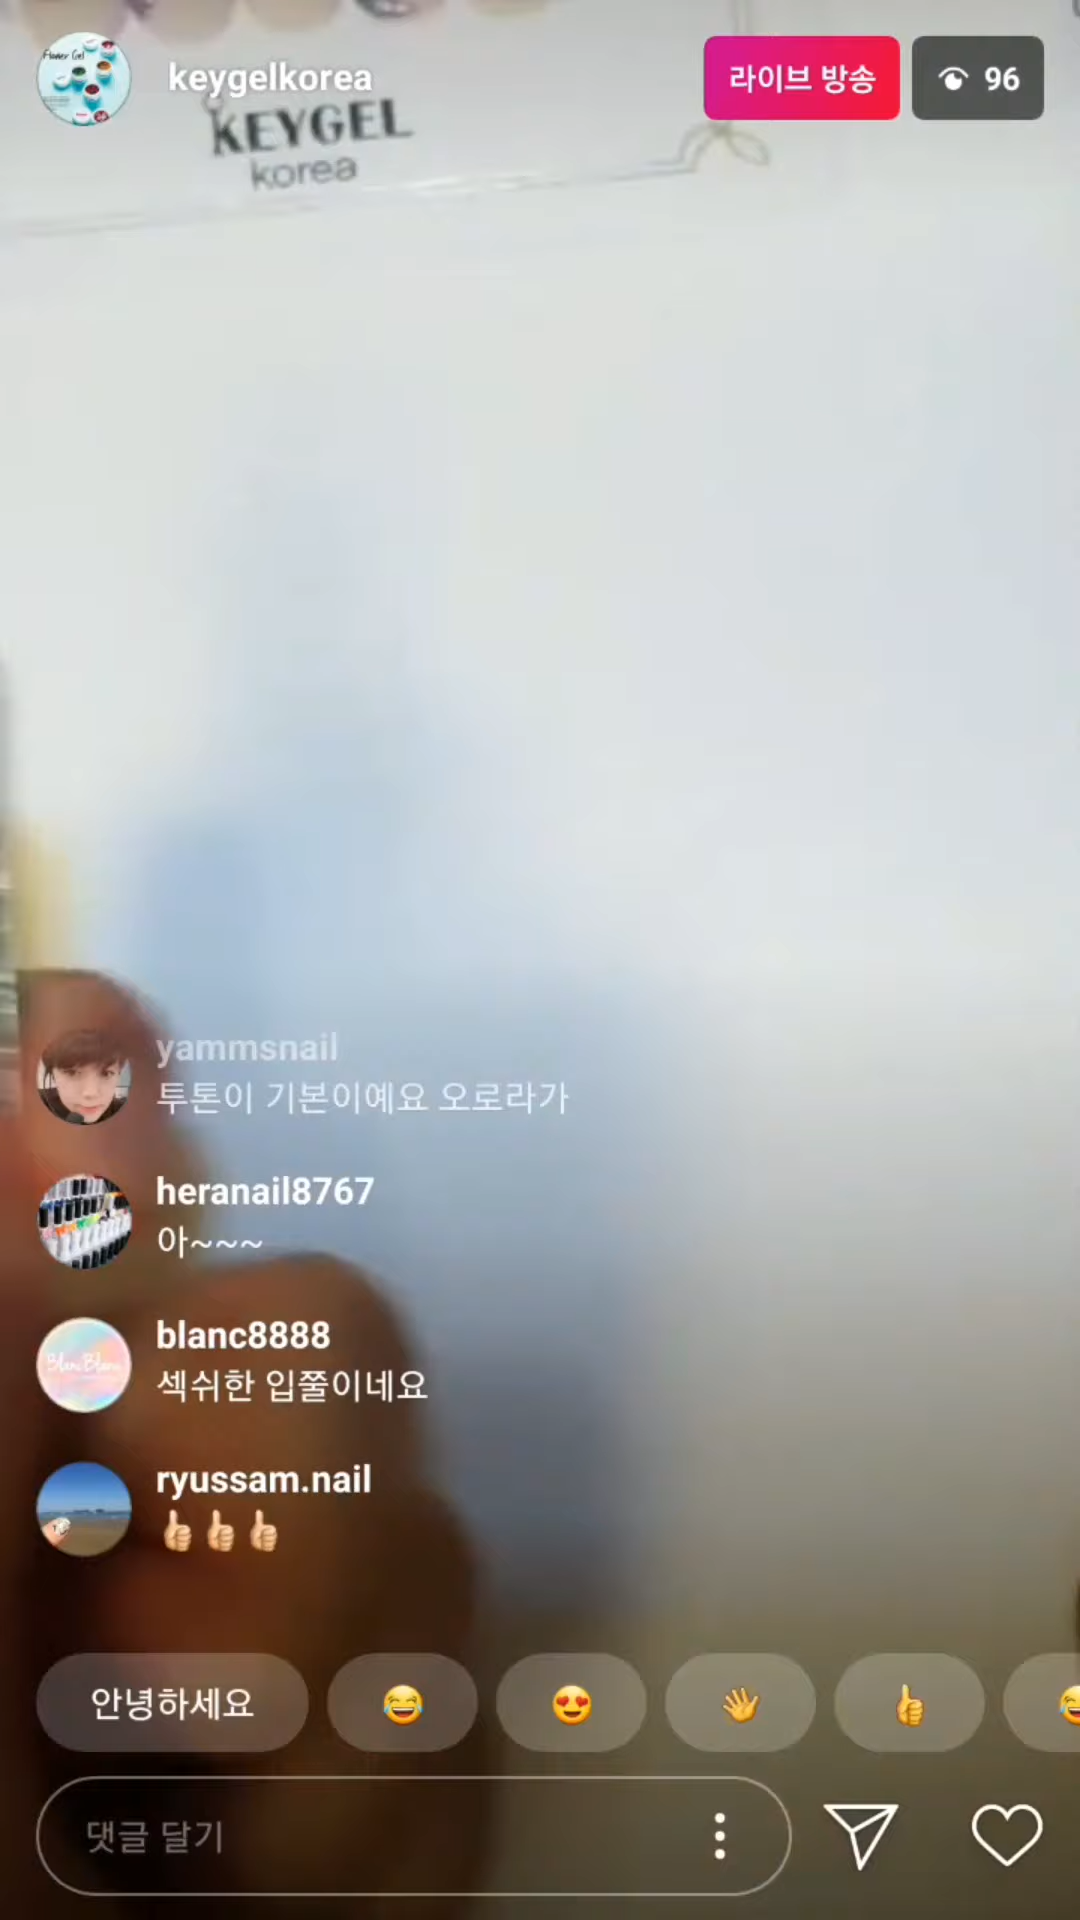 Flower Gel
keygelkorea
라이브 방송
96
KEYGEL
korea
yammsnail
투톤이 기본이예요 오로라가
heranail8767
아~~~
blanc8888
섹쉬한 입쭐이네요
ryussam.nail
👍🏻👍🏻👍🏻
안녕하세요
😂
😍
👋
👍
댓글 달기